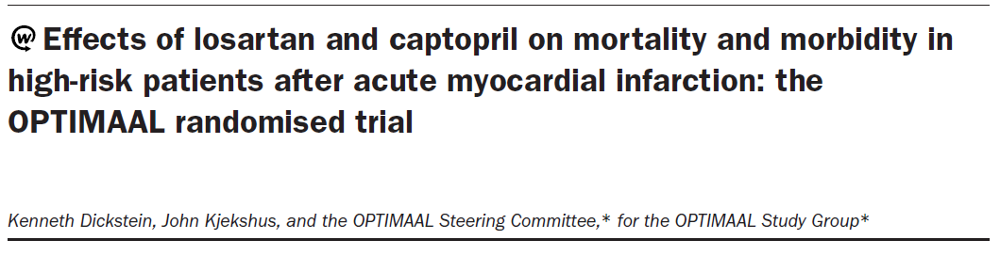 Effects of losartan and captopril on mortality and morbidity in
high-risk patients after acute myocardial infarction: the
OPTIMAAL randomised trial
Kenneth Dickstein, John Kjekshus, and the OPTIMAAL Steering Committee,* for the OPTIMAAL Study Group*